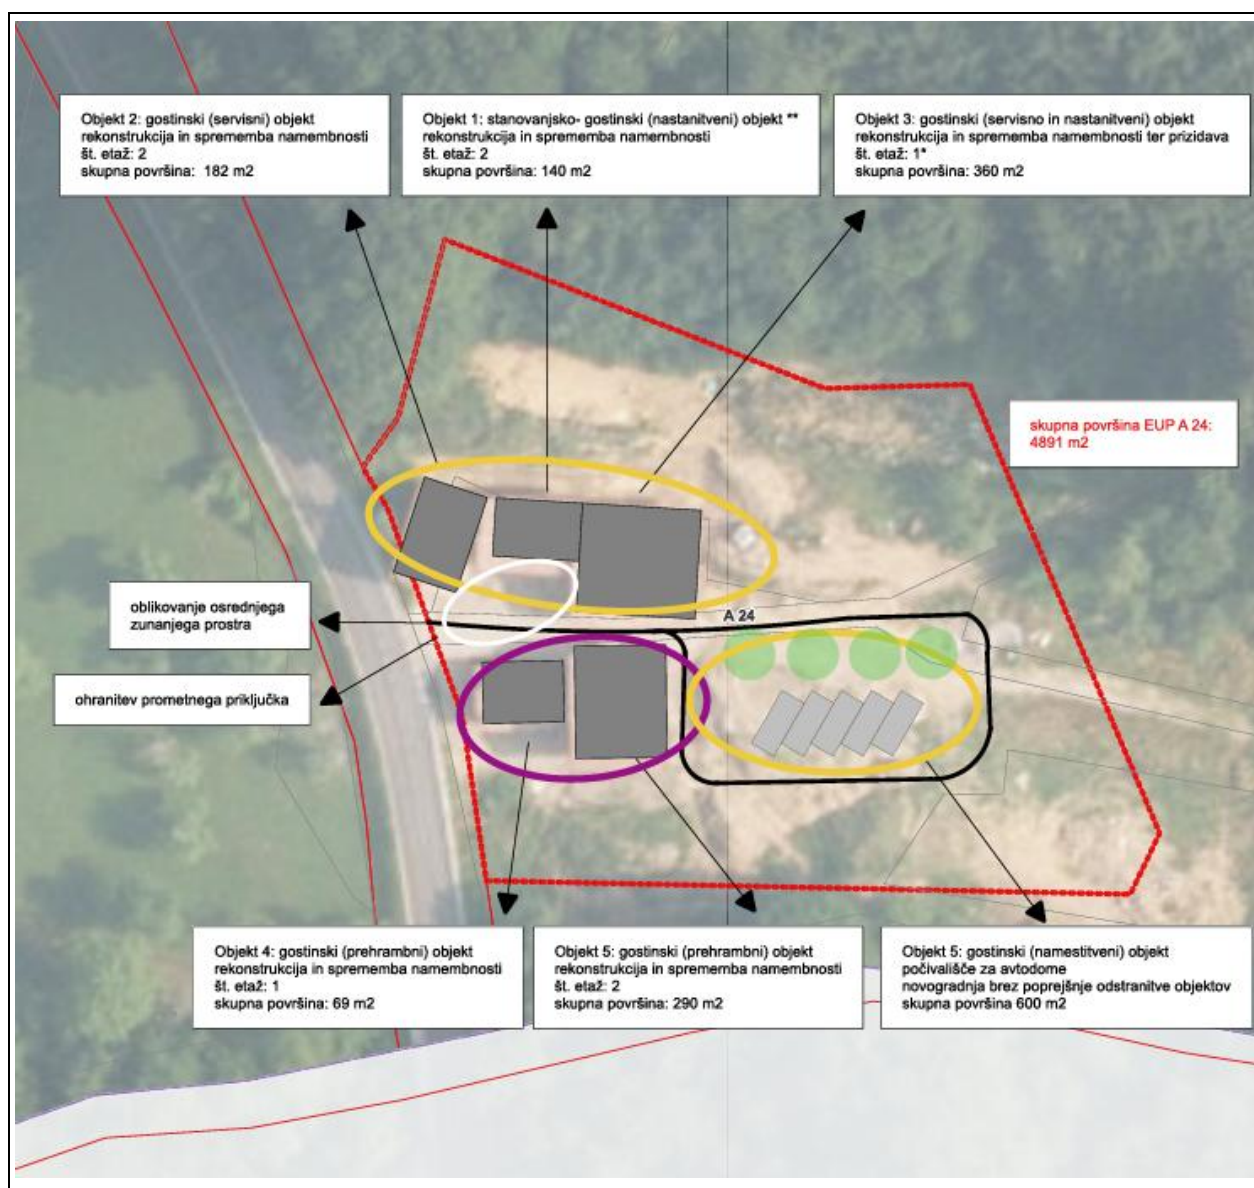 Objekt 2: gostinski (servisni) objekt
rekonstrukcija in sprememba namembnosti
št. etaž: 2
skupna površina: 182 m2
Objekt 1: stanovanjsko- gostinski (nastanitveni) objekt **
rekonstrukcija in sprememba namembnosti
št. etaž: 2
skupna površina: 140 m2
Objekt 3: gostinski (servisno in nastanitveni) objekt
rekonstrukcija in sprememba namembnosti ter prizidava
št. etaž: 1*
skupna površina: 360 m2
skupna površina EUP A 24:
4891 m2
oblikovanje osrednjega
zunanjega prostra
A 24
ohranitev prometnega priključka
Objekt 4: gostinski (prehrambni) objekt
rekonstrukcija in sprememba namembnosti
št. etaž: 1
skupna površina: 69 m2
Objekt 5: gostinski (prehrambni) objekt
rekonstrukcija in sprememba namembnosti
št. etaž: 2
skupna površina: 290 m2
Objekt 5: gostinski (namestitveni) objekt
počivališče za avtodome
novogradnja brez poprejšnje odstranitve objektov
skupna površina 600 m2